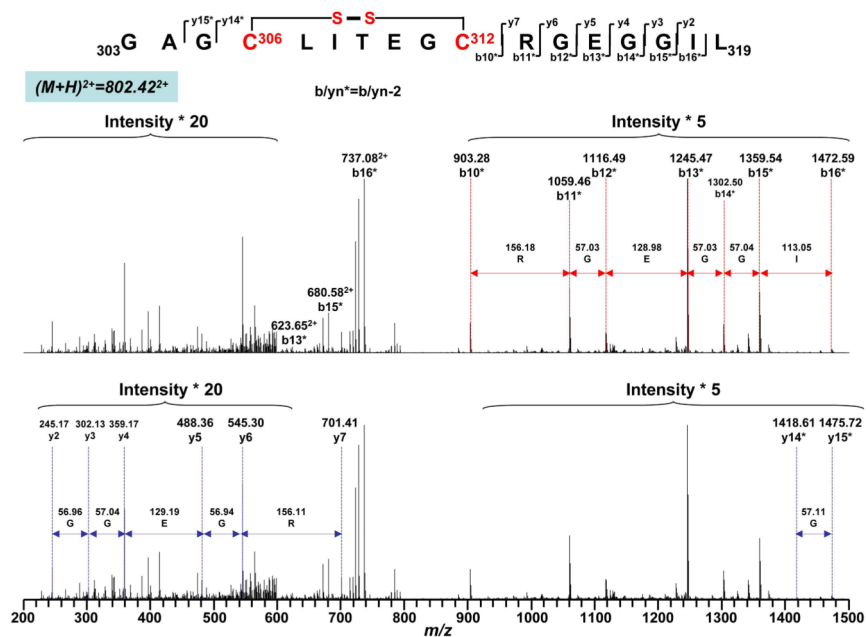 S–S
y15* y14* y7 y6 y5 y4 y3 y2
303GAGC306LITEGC312RGEGGIL319
b10* b11* b12* b13* b14* b15* b16*
(M+H)2+=802.422+
b/yn*=b/yn-2
Intensity * 20
Intensity * 5
737.082+
b16*
903.28
b10*
1059.46
b11*
1116.49
b12*
1245.47
b13*
1302.50
b14*
1359.54
b15*
1472.59
b16*
156.18 57.03 128.98 57.03 57.04 113.05
R G E G G I
680.582+
b15*
623.652+
b13*
Intensity * 20
Intensity * 5
245.17 302.13 359.17 488.36 545.30 701.41
y2 y3 y4 y5 y6 y7
1418.61 1475.72
y14* y15*
56.96 57.04 129.19 56.94 156.11
G G E G R
57.11
G
200 300 400 500 600 700 800 900 1000 1100 1200 1300 1400 1500
m/z